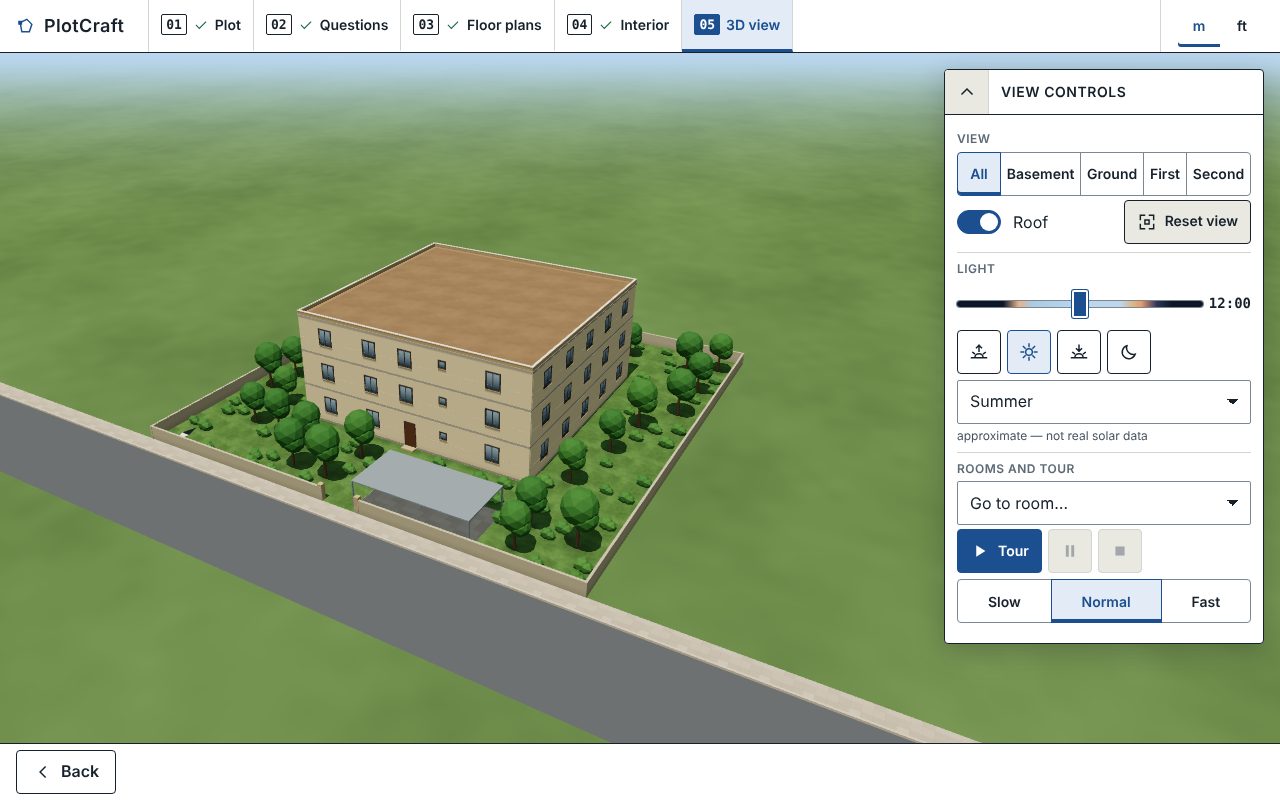 PlotCraft
01 Plot
02 Questions
03 Floor plans
04 Interior
05 3D view
m
ft
VIEW CONTROLS
VIEW
All
Basement
Ground
First
Second
Roof
Reset view
LIGHT
12:00
Summer
approximate — not real solar data
ROOMS AND TOUR
Go to room...
Tour
Slow
Normal
Fast
Back